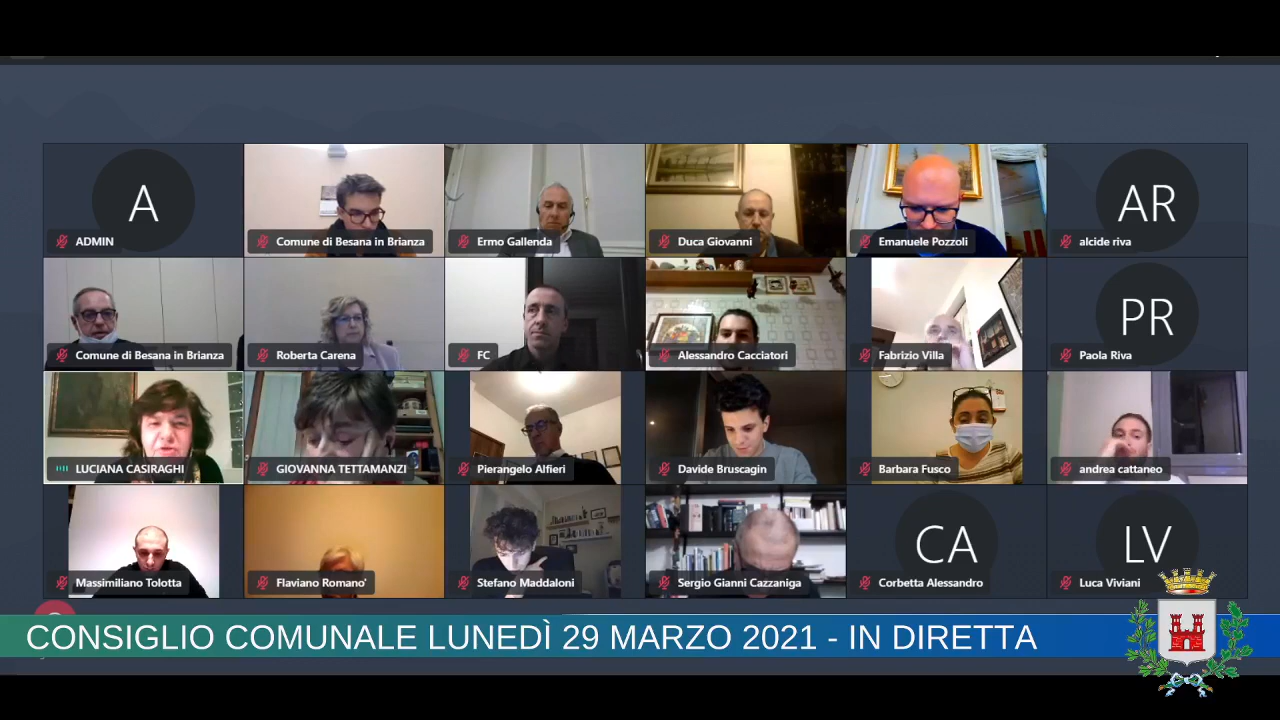 A
ADMIN
Comune di Besana in Brianza
Ermo Gallenda
Duca Giovanni
Emanuele Pozzoli
AR
alcide riva
Comune di Besana in Brianza
Roberta Carena
FC
Alessandro Cacciatori
Fabrizio Villa
PR
Paola Riva
LUCIANA CASIRAGHI
GIOVANNA TETTAMANZI
Pierangelo Alfieri
Davide Bruscagin
Barbara Fusco
andrea cattaneo
Massimiliano Tolotta
Flaviano Romano'
Stefano Maddaloni
Sergio Gianni Cazzaniga
CA
Corbetta Alessandro
LV
Luca Viviani
CONSIGLIO COMUNALE LUNEDÌ 29 MARZO 2021 - IN DIRETTA